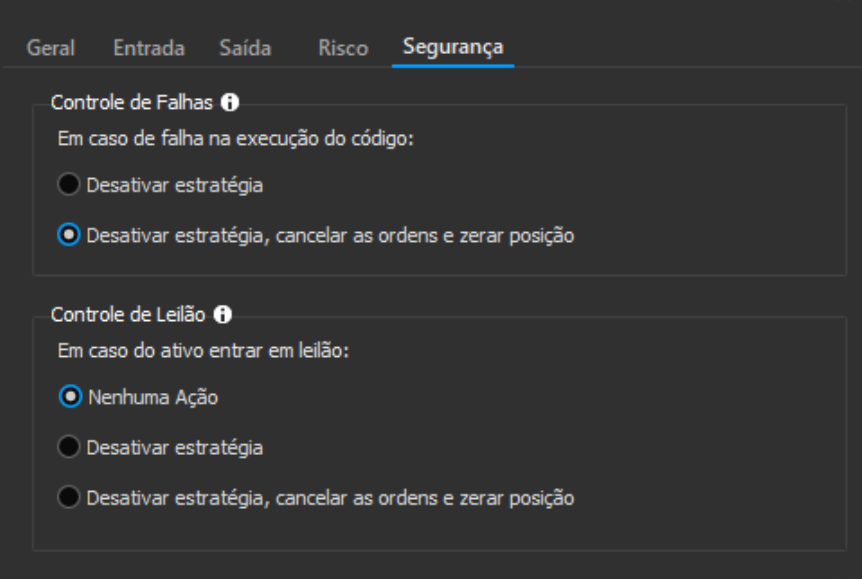 Geral Entrada Saída Risco Segurança
Controle de Falhas
Em caso de falha na execução do código:
Desativar estratégia
Desativar estratégia, cancelar as ordens e zerar posição
Controle de Leilão
Em caso do ativo entrar em leilão:
Nenhuma Ação
Desativar estratégia
Desativar estratégia, cancelar as ordens e zerar posição